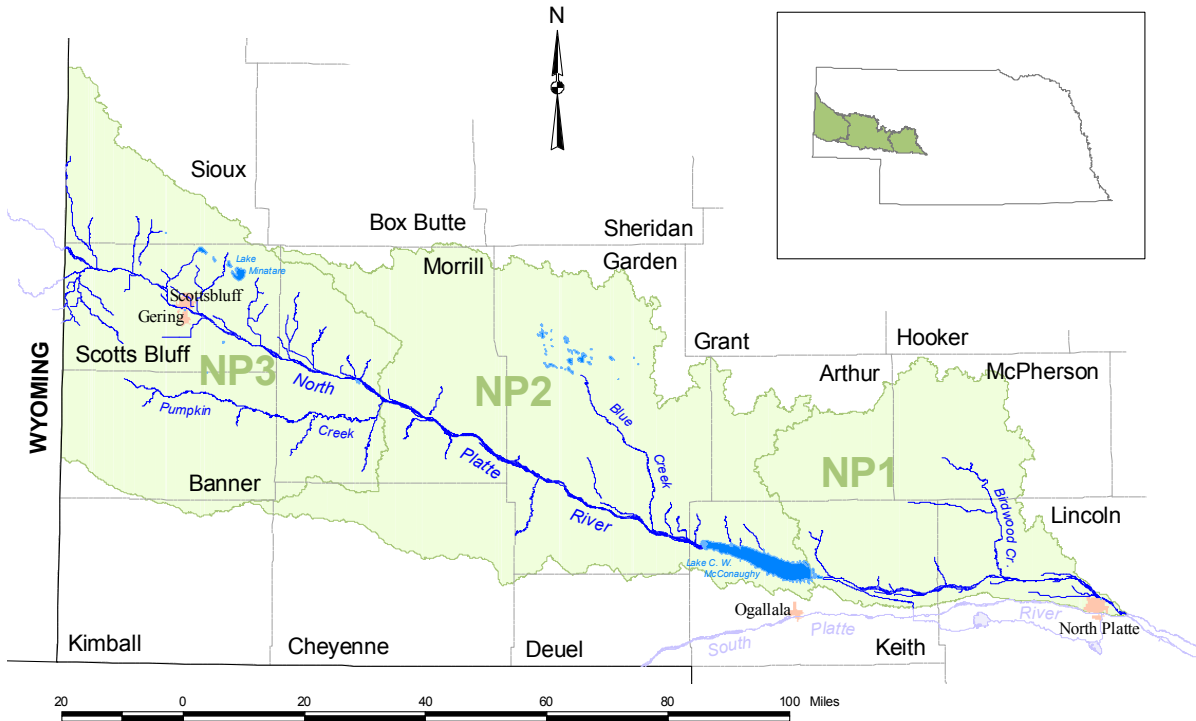 N
Sioux
Box Butte
Sheridan
Garden
Morrill
Lake
Minatare
Scottsbluff
Gering
Scotts Bluff
NP3
North
NP2
Grant
Hooker
Arthur
McPherson
WYOMING
Pumpkin
Creek
Blue
Creek
Platte
River
NP1
Banner
Birdwood Cr.
Lincoln
Lake C. W.
McConaughy
Ogallala
South
Platte
River
North Platte
Kimball
Cheyenne
Deuel
Keith
20 0 20 40 60 80 100 Miles